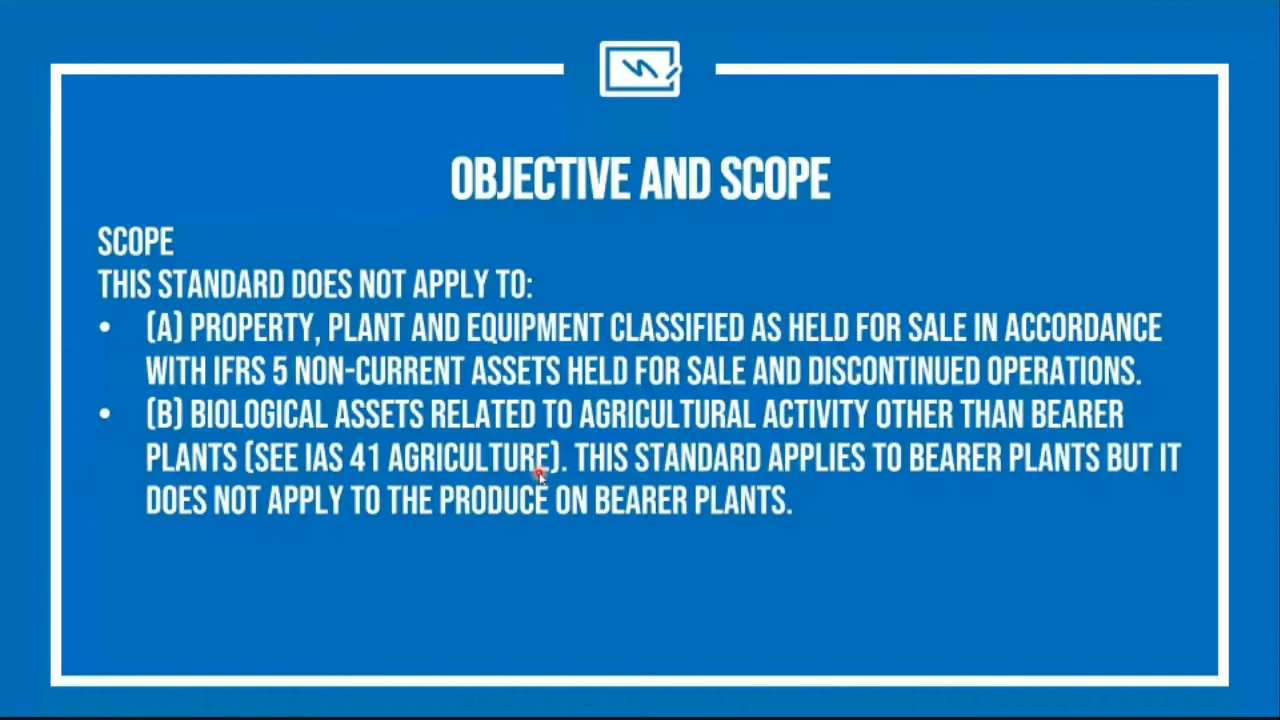 OBJECTIVE AND SCOPE
SCOPE
THIS STANDARD DOES NOT APPLY TO:
• (A) PROPERTY, PLANT AND EQUIPMENT CLASSIFIED AS HELD FOR SALE IN ACCORDANCE
WITH IFRS 5 NON-CURRENT ASSETS HELD FOR SALE AND DISCONTINUED OPERATIONS.
• (B) BIOLOGICAL ASSETS RELATED TO AGRICULTURAL ACTIVITY OTHER THAN BEARER
PLANTS (SEE IAS 41 AGRICULTURE). THIS STANDARD APPLIES TO BEARER PLANTS BUT IT
DOES NOT APPLY TO THE PRODUCE ON BEARER PLANTS.